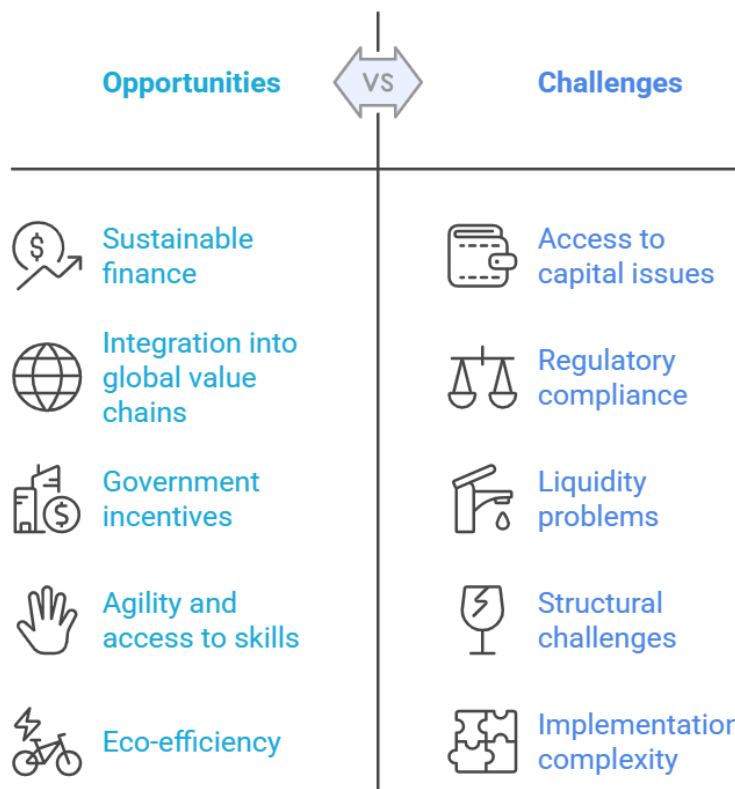 Opportunities
VS
Challenges
Sustainable
finance
Access to
capital issues
Integration into
global value
chains
Regulatory
compliance
Government
incentives
Liquidity
problems
Agility and
access to skills
Structural
challenges
Eco-efficiency
Implementation
complexity